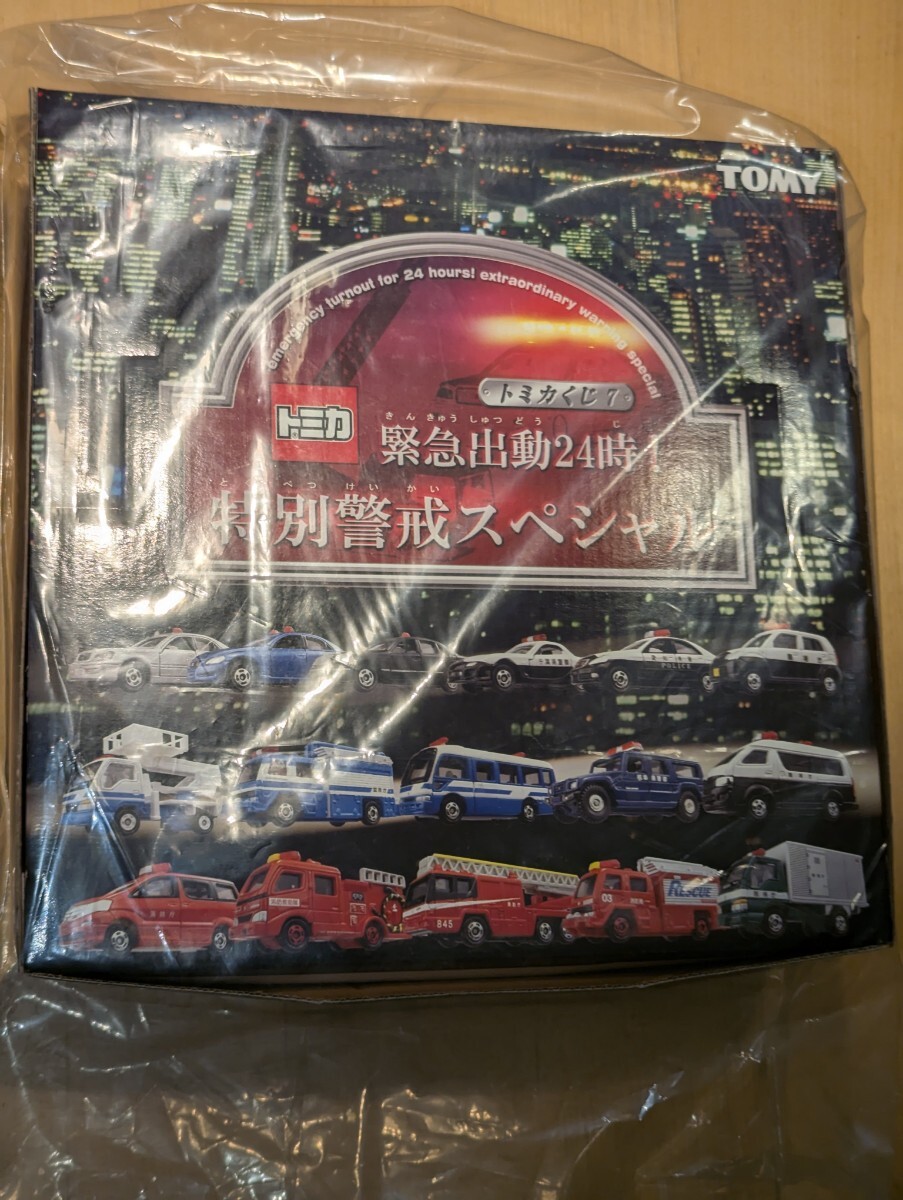 TOMY
Emergency turnout for 24 hours! extraordinary warning special
トミカくじ7
トミカ
きんきゅうしゅつどう じ
緊急出動24時!
とくべつけいかい
特別警戒スペシャル
POLICE
845
03
RESCUE